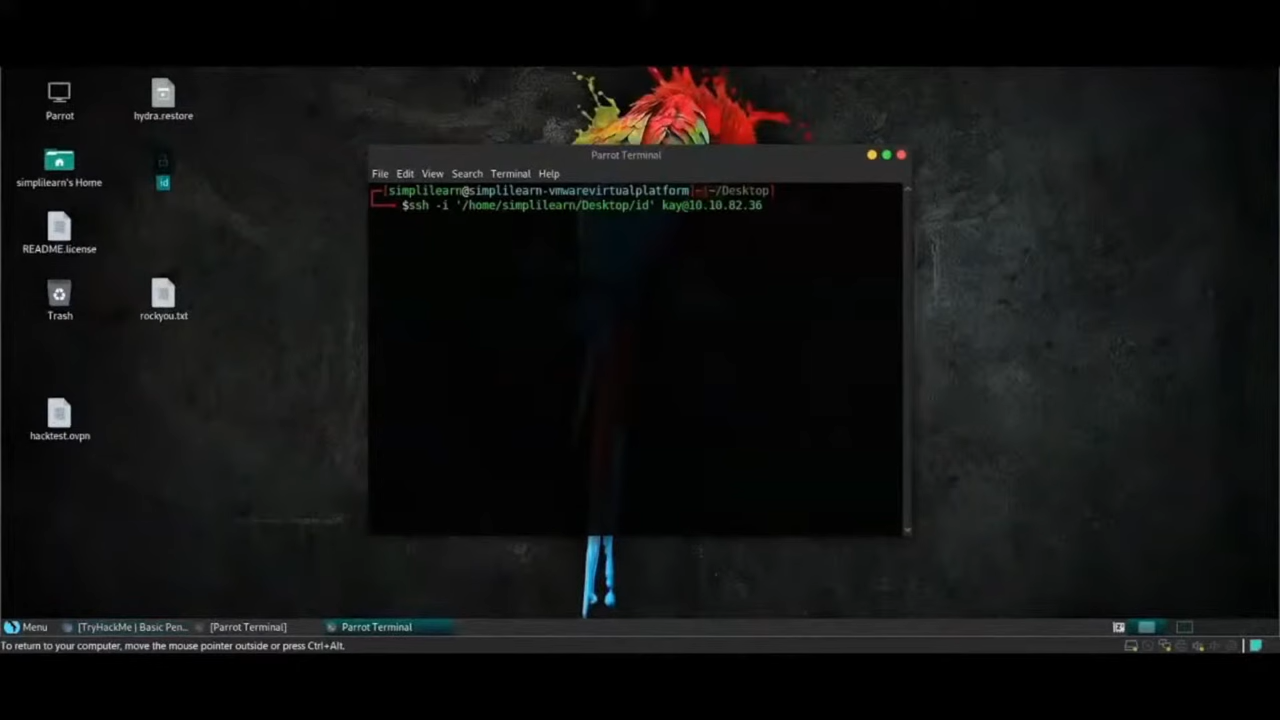 Parrot
hydra.restore
simplilearn's Home
id
README.license
Trash
rockyou.txt
hacktest.ovpn
Parrot Terminal
File Edit View Search Terminal Help
┌─[simplilearn@simplilearn-vmwarevirtualplatform]─[~/Desktop]
└──╼ $ssh -i '/home/simplilearn/Desktop/id' kay@10.10.82.36
Menu [TryHackMe | Basic Pen... [Parrot Terminal] Parrot Terminal
To return to your computer, move the mouse pointer outside or press Ctrl+Alt.